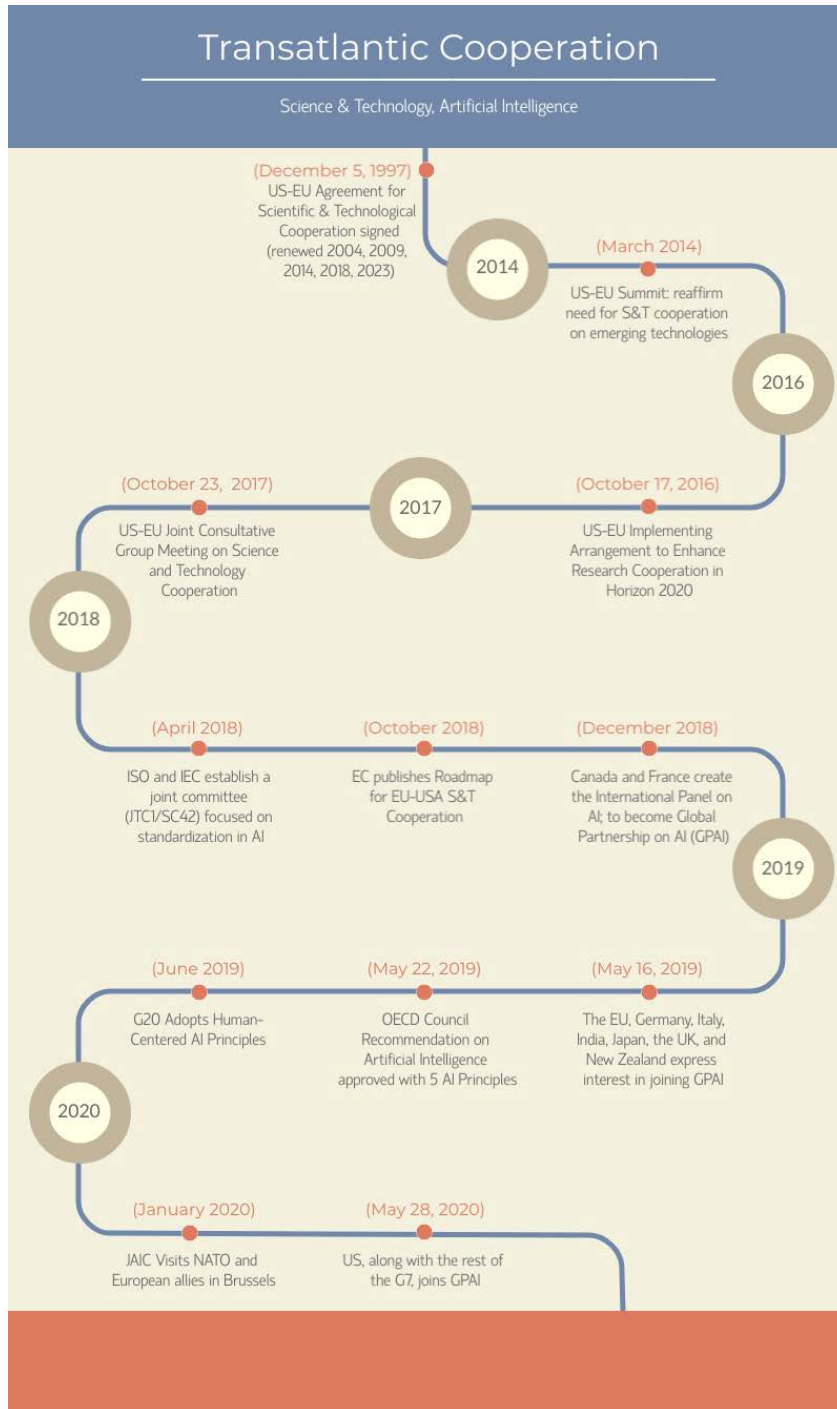 Transatlantic Cooperation
Science & Technology, Artificial Intelligence
(December 5, 1997)
US-EU Agreement for
Scientific & Technological
Cooperation signed
(renewed 2004, 2009,
2014, 2018, 2023)
2014
(March 2014)
US-EU Summit: reaffirm
need for S&T cooperation
on emerging technologies
2016
(October 17, 2016)
US-EU Implementing
Arrangement to Enhance
Research Cooperation in
Horizon 2020
2017
(October 23, 2017)
US-EU Joint Consultative
Group Meeting on Science
and Technology
Cooperation
2018
(April 2018)
ISO and IEC establish a
joint committee
(JTC1/SC42) focused on
standardization in AI
(October 2018)
EC publishes Roadmap
for EU-USA S&T
Cooperation
(December 2018)
Canada and France create
the International Panel on
AI; to become Global
Partnership on AI (GPAI)
2019
(May 16, 2019)
The EU, Germany, Italy,
India, Japan, the UK, and
New Zealand express
interest in joining GPAI
(May 22, 2019)
OECD Council
Recommendation on
Artificial Intelligence
approved with 5 AI Principles
(June 2019)
G20 Adopts Human-
Centered AI Principles
2020
(January 2020)
JAIC Visits NATO and
European allies in Brussels
(May 28, 2020)
US, along with the rest of
the G7, joins GPAI